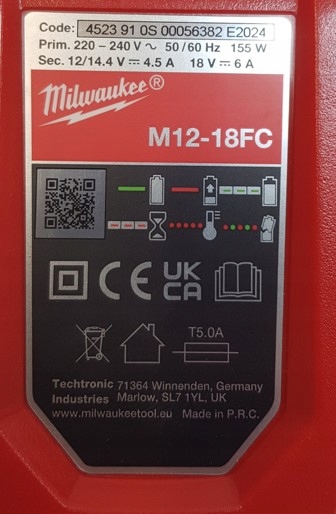 Code: 4523 91 0S 00056382 E2024
Prim. 220 – 240 V ~ 50/60 Hz 155 W
Sec. 12/14.4 V ⎓ 4.5 A 18 V ⎓ 6 A
Milwaukee®
M12-18FC
CE UK CA
T5.0A
Techtronic 71364 Winnenden, Germany
Industries Marlow, SL7 1YL, UK
www.milwaukeetool.eu Made in P.R.C.